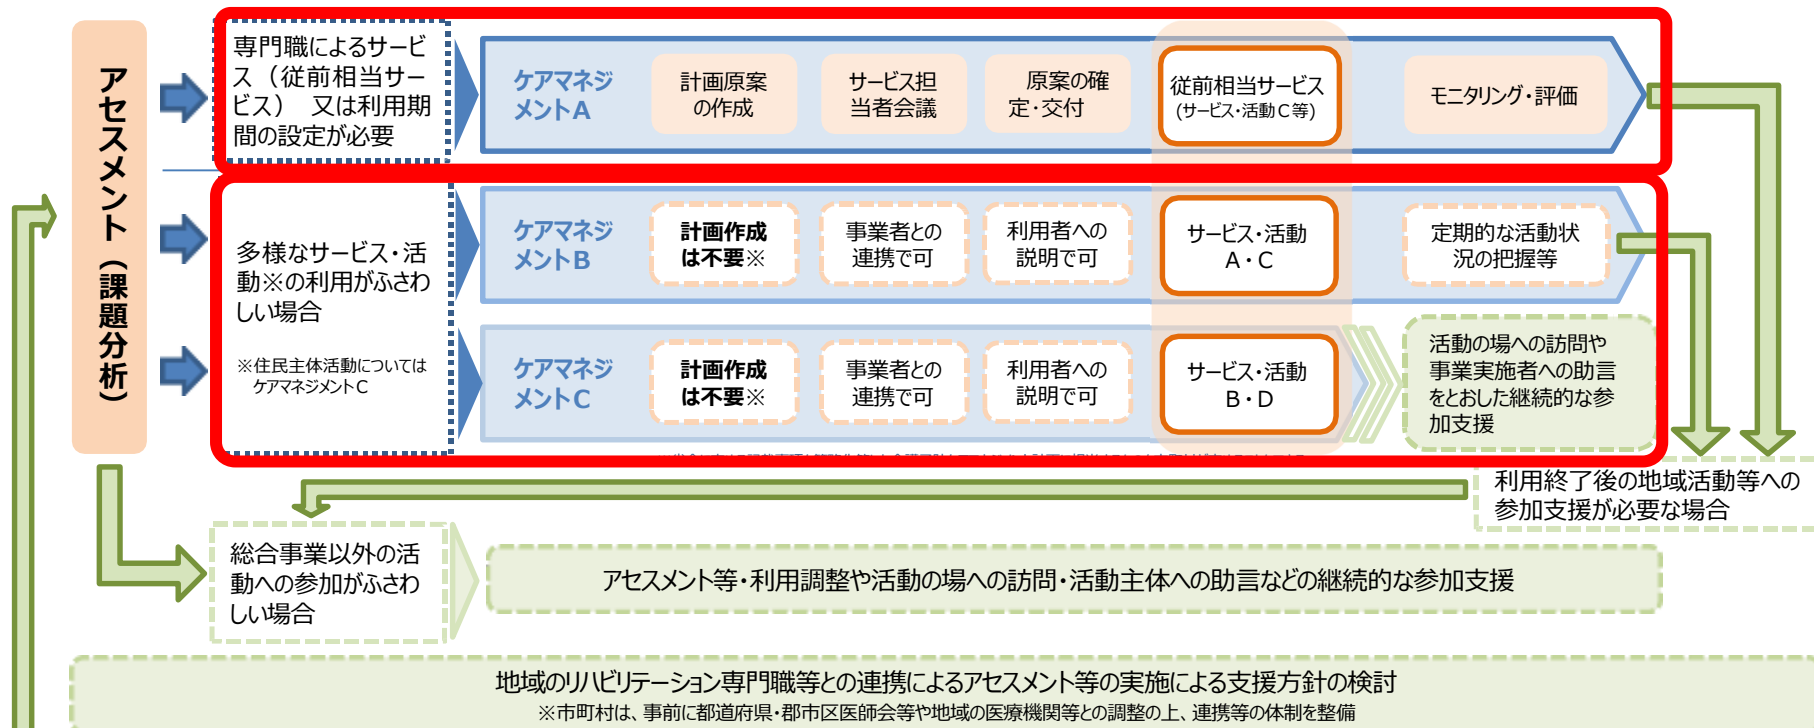 アセスメント（課題分析）
専門職によるサービ
ス（従前相当サー
ビス）　又は利用期
間の設定が必要
ケアマネジ
メントA
計画原案
の作成
サービス担
当者会議
原案の確
定・交付
従前相当サービス
(サービス・活動C等)
モニタリング・評価
多様なサービス・活
動※の利用がふさわ
しい場合
※住民主体活動については
ケアマネジメントC
ケアマネジ
メントB
計画作成
は不要※
事業者との
連携で可
利用者への
説明で可
サービス・活動
A・C
定期的な活動状
況の把握等
ケアマネジ
メントC
計画作成
は不要※
事業者との
連携で可
利用者への
説明で可
サービス・活動
B・D
活動の場への訪問や
事業実施者への助言
をとおした継続的な参
加支援
利用終了後の地域活動等への
参加支援が必要な場合
総合事業以外の活
動への参加がふさわ
しい場合
アセスメント等・利用調整や活動の場への訪問・活動主体への助言などの継続的な参加支援
地域のリハビリテーション専門職等との連携によるアセスメント等の実施による支援方針の検討
※市町村は、事前に都道府県・郡市区医師会等や地域の医療機関等との調整の上、連携等の体制を整備